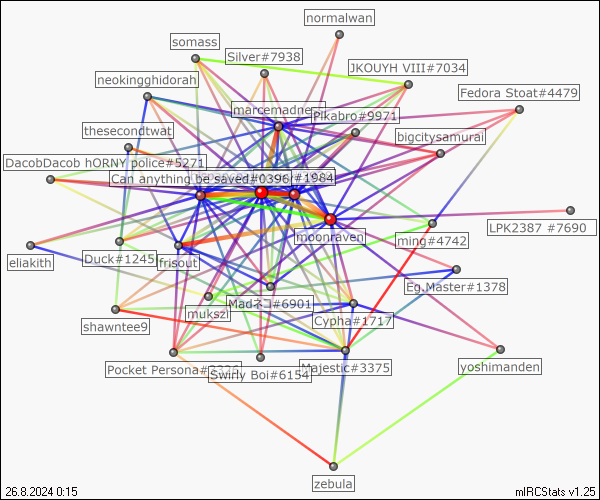 normalwan
somass
Silver#7938
JKOUYH VIII#7034
neokingghidorah
Fedora Stoat#4479
marcemadness
Pikabro#9971
thesecondtwat
bigcitysamurai
DacobDacob hORNY police#5271
Can anything be saved#0396
#1984
moonraven
LPK2387 #7690
ming#4742
eliakith
Duck#1245
frisout
Eg.Master#1378
Madネコ#6901
mukszi
Cypha#1717
shawntee9
Pocket Persona
Majestic#3375
yoshimanden
Swirly Boi#6154
zebula
26.8.2024 0:15
mIRCStats v1.25